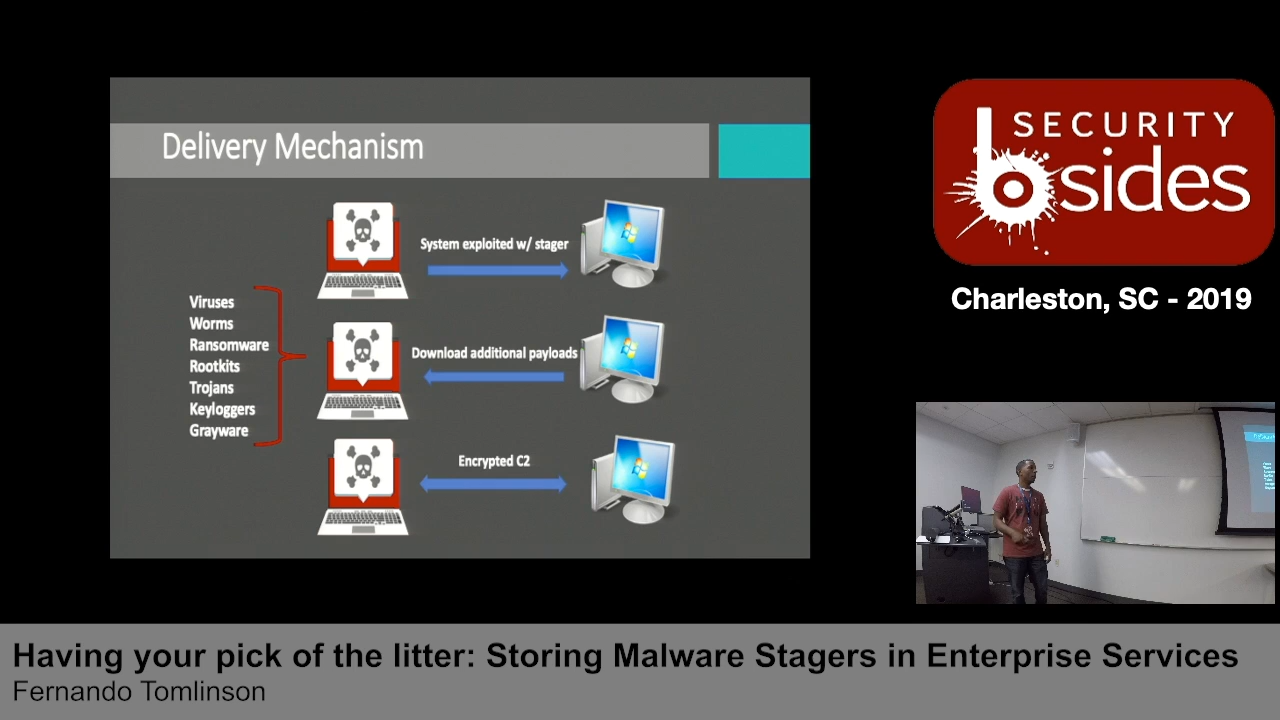 Delivery Mechanism
System exploited w/ stager
Viruses
Worms
Ransomware
Rootkits
Trojans
Keyloggers
Grayware
Download additional payloads
Encrypted C2
SECURITY
bsides
Charleston, SC - 2019
Having your pick of the litter: Storing Malware Stagers in Enterprise Services
Fernando Tomlinson